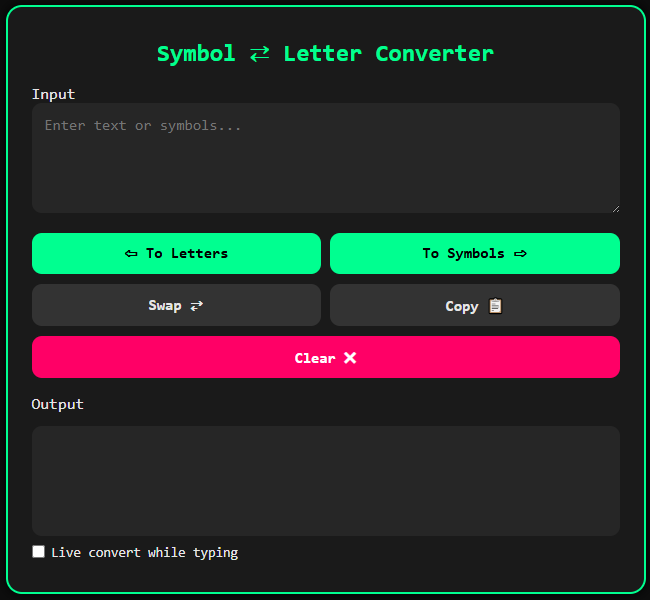 Symbol ⇄ Letter Converter
Input
Enter text or symbols...
⇦ To Letters
To Symbols ⇨
Swap ⇄
Copy 📋
Clear ❌
Output
Live convert while typing